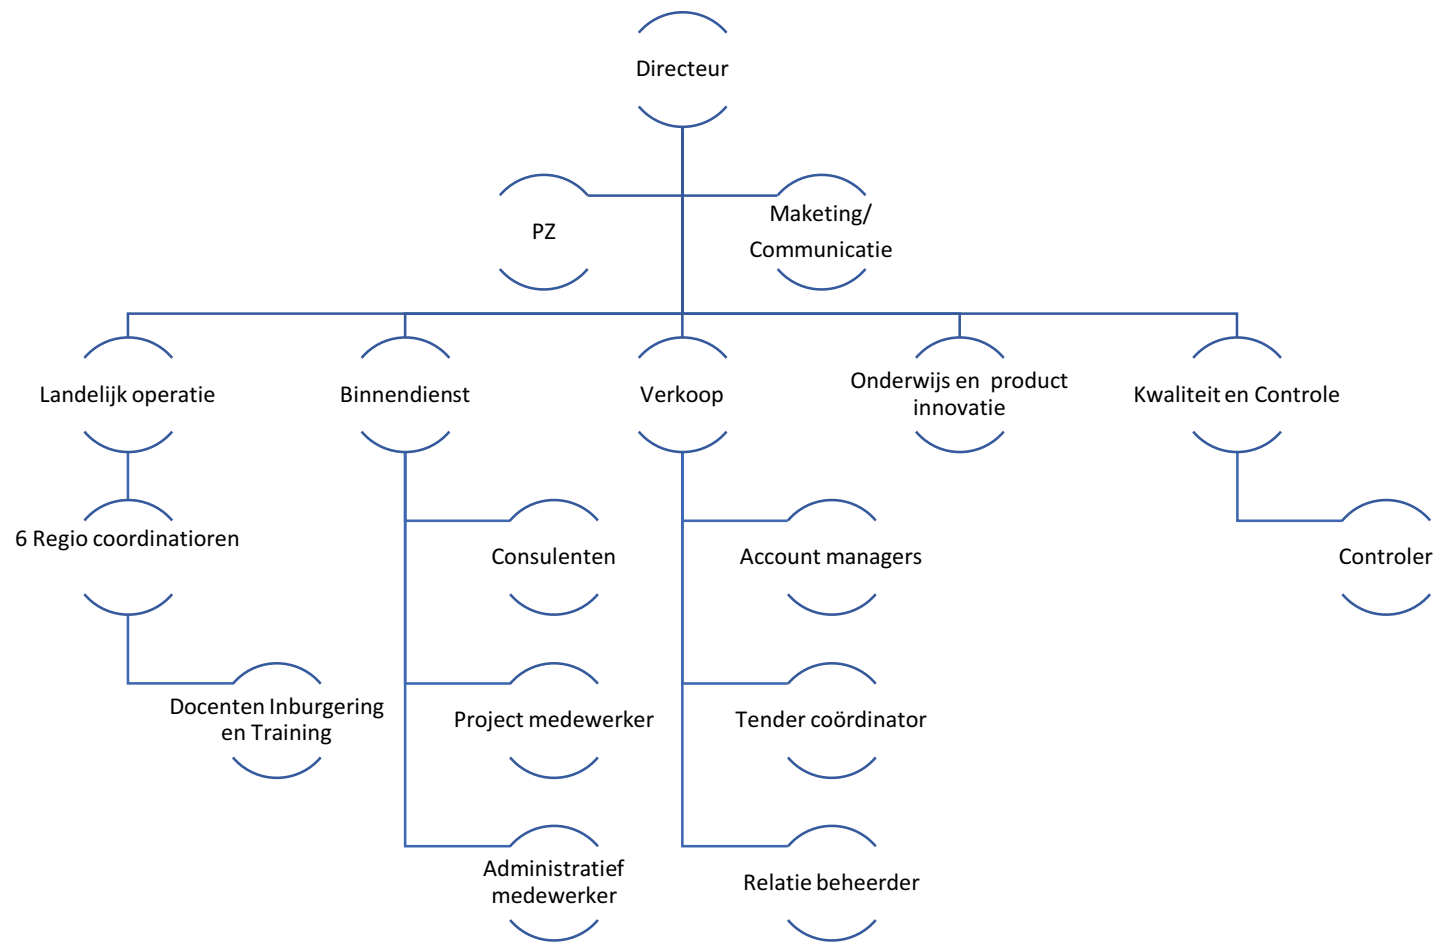 Directeur
PZ
Maketing/
Communicatie
Landelijk operatie
Binnendienst
Verkoop
Onderwijs en  product
innovatie
Kwaliteit en Controle
6 Regio coordinatioren
Consulenten
Account managers
Controler
Docenten Inburgering
en Training
Project medewerker
Tender coördinator
Administratief
medewerker
Relatie beheerder